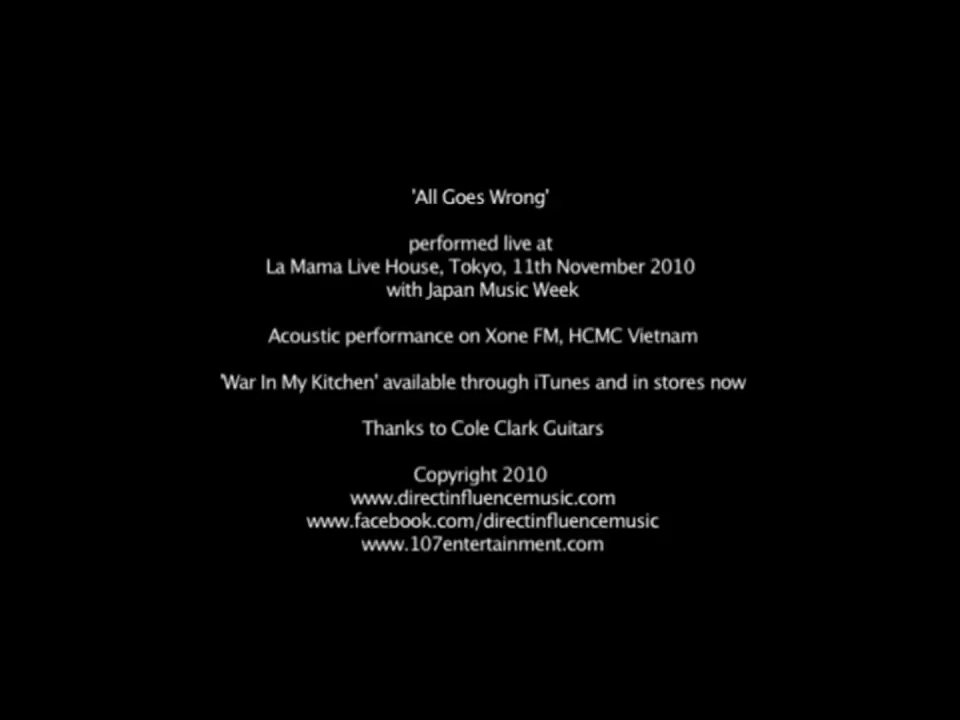 'All Goes Wrong'
performed live at
La Mama Live House, Tokyo, 11th November 2010
with Japan Music Week
Acoustic performance on Xone FM, HCMC Vietnam
'War In My Kitchen' available through iTunes and in stores now
Thanks to Cole Clark Guitars
Copyright 2010
www.directinfluencemusic.com
www.facebook.com/directinfluencemusic
www.107entertainment.com